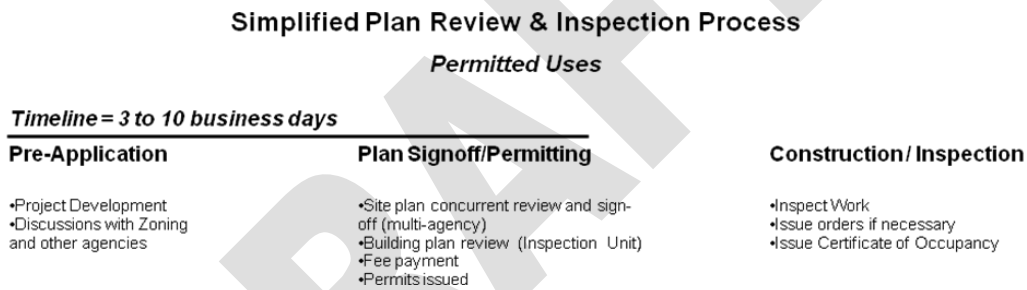 Simplified Plan Review & Inspection Process
Permitted Uses
Timeline = 3 to 10 business days
Pre-Application
•Project Development
•Discussions with Zoning
and other agencies
Plan Signoff/Permitting
•Site plan concurrent review and sign-
off (multi-agency)
•Building plan review (Inspection Unit)
•Fee payment
•Permits issued
Construction / Inspection
•Inspect Work
•Issue orders if necessary
•Issue Certificate of Occupancy